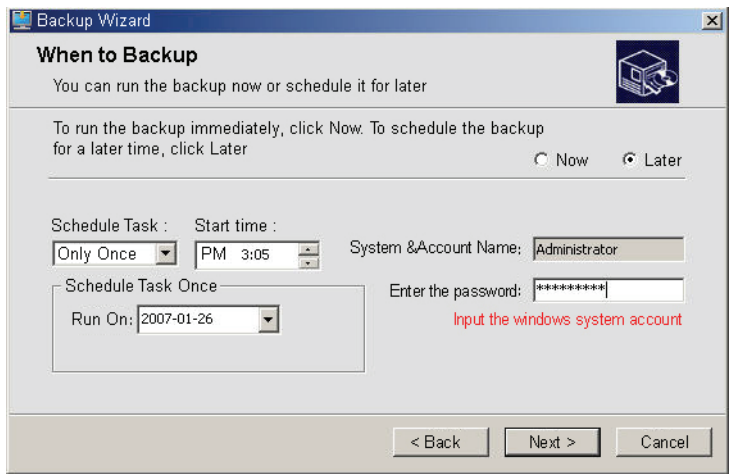 Backup Wizard
When to Backup
You can run the backup now or schedule it for later
To run the backup immediately, click Now. To schedule the backup
for a later time, click Later
Now Later
Schedule Task : Start time :
Only Once PM 3:05
System &Account Name: Administrator
Schedule Task Once
Enter the password: *********
Run On: 2007-01-26
Input the windows system account
< Back Next > Cancel